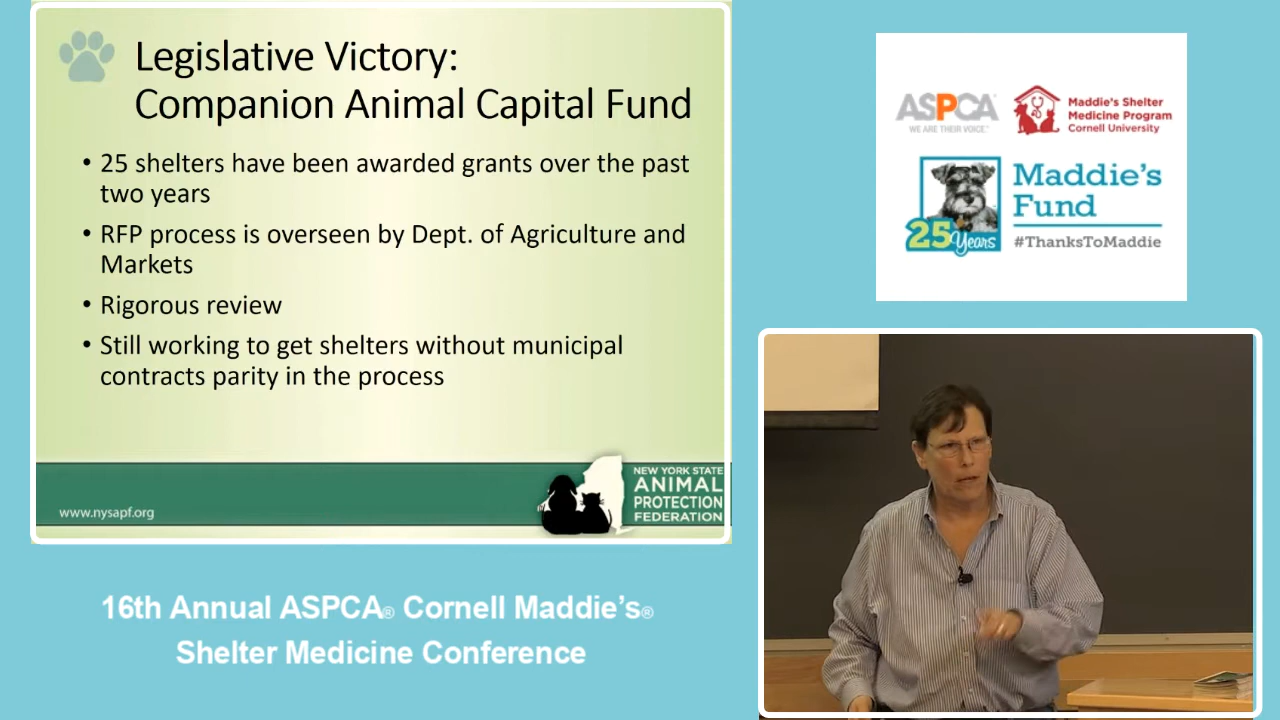 Legislative Victory:
Companion Animal Capital Fund
• 25 shelters have been awarded grants over the past
two years
• RFP process is overseen by Dept. of Agriculture and
Markets
• Rigorous review
• Still working to get shelters without municipal
contracts parity in the process
www.nysapf.org
NEW YORK STATE
ANIMAL
PROTECTION
FEDERATION
16th Annual ASPCA® Cornell Maddie's®
Shelter Medicine Conference
ASPCA
WE ARE THEIR VOICE.
Maddie's Shelter
Medicine Program
Cornell University
Maddie's
Fund
25 Years
#ThanksToMaddie